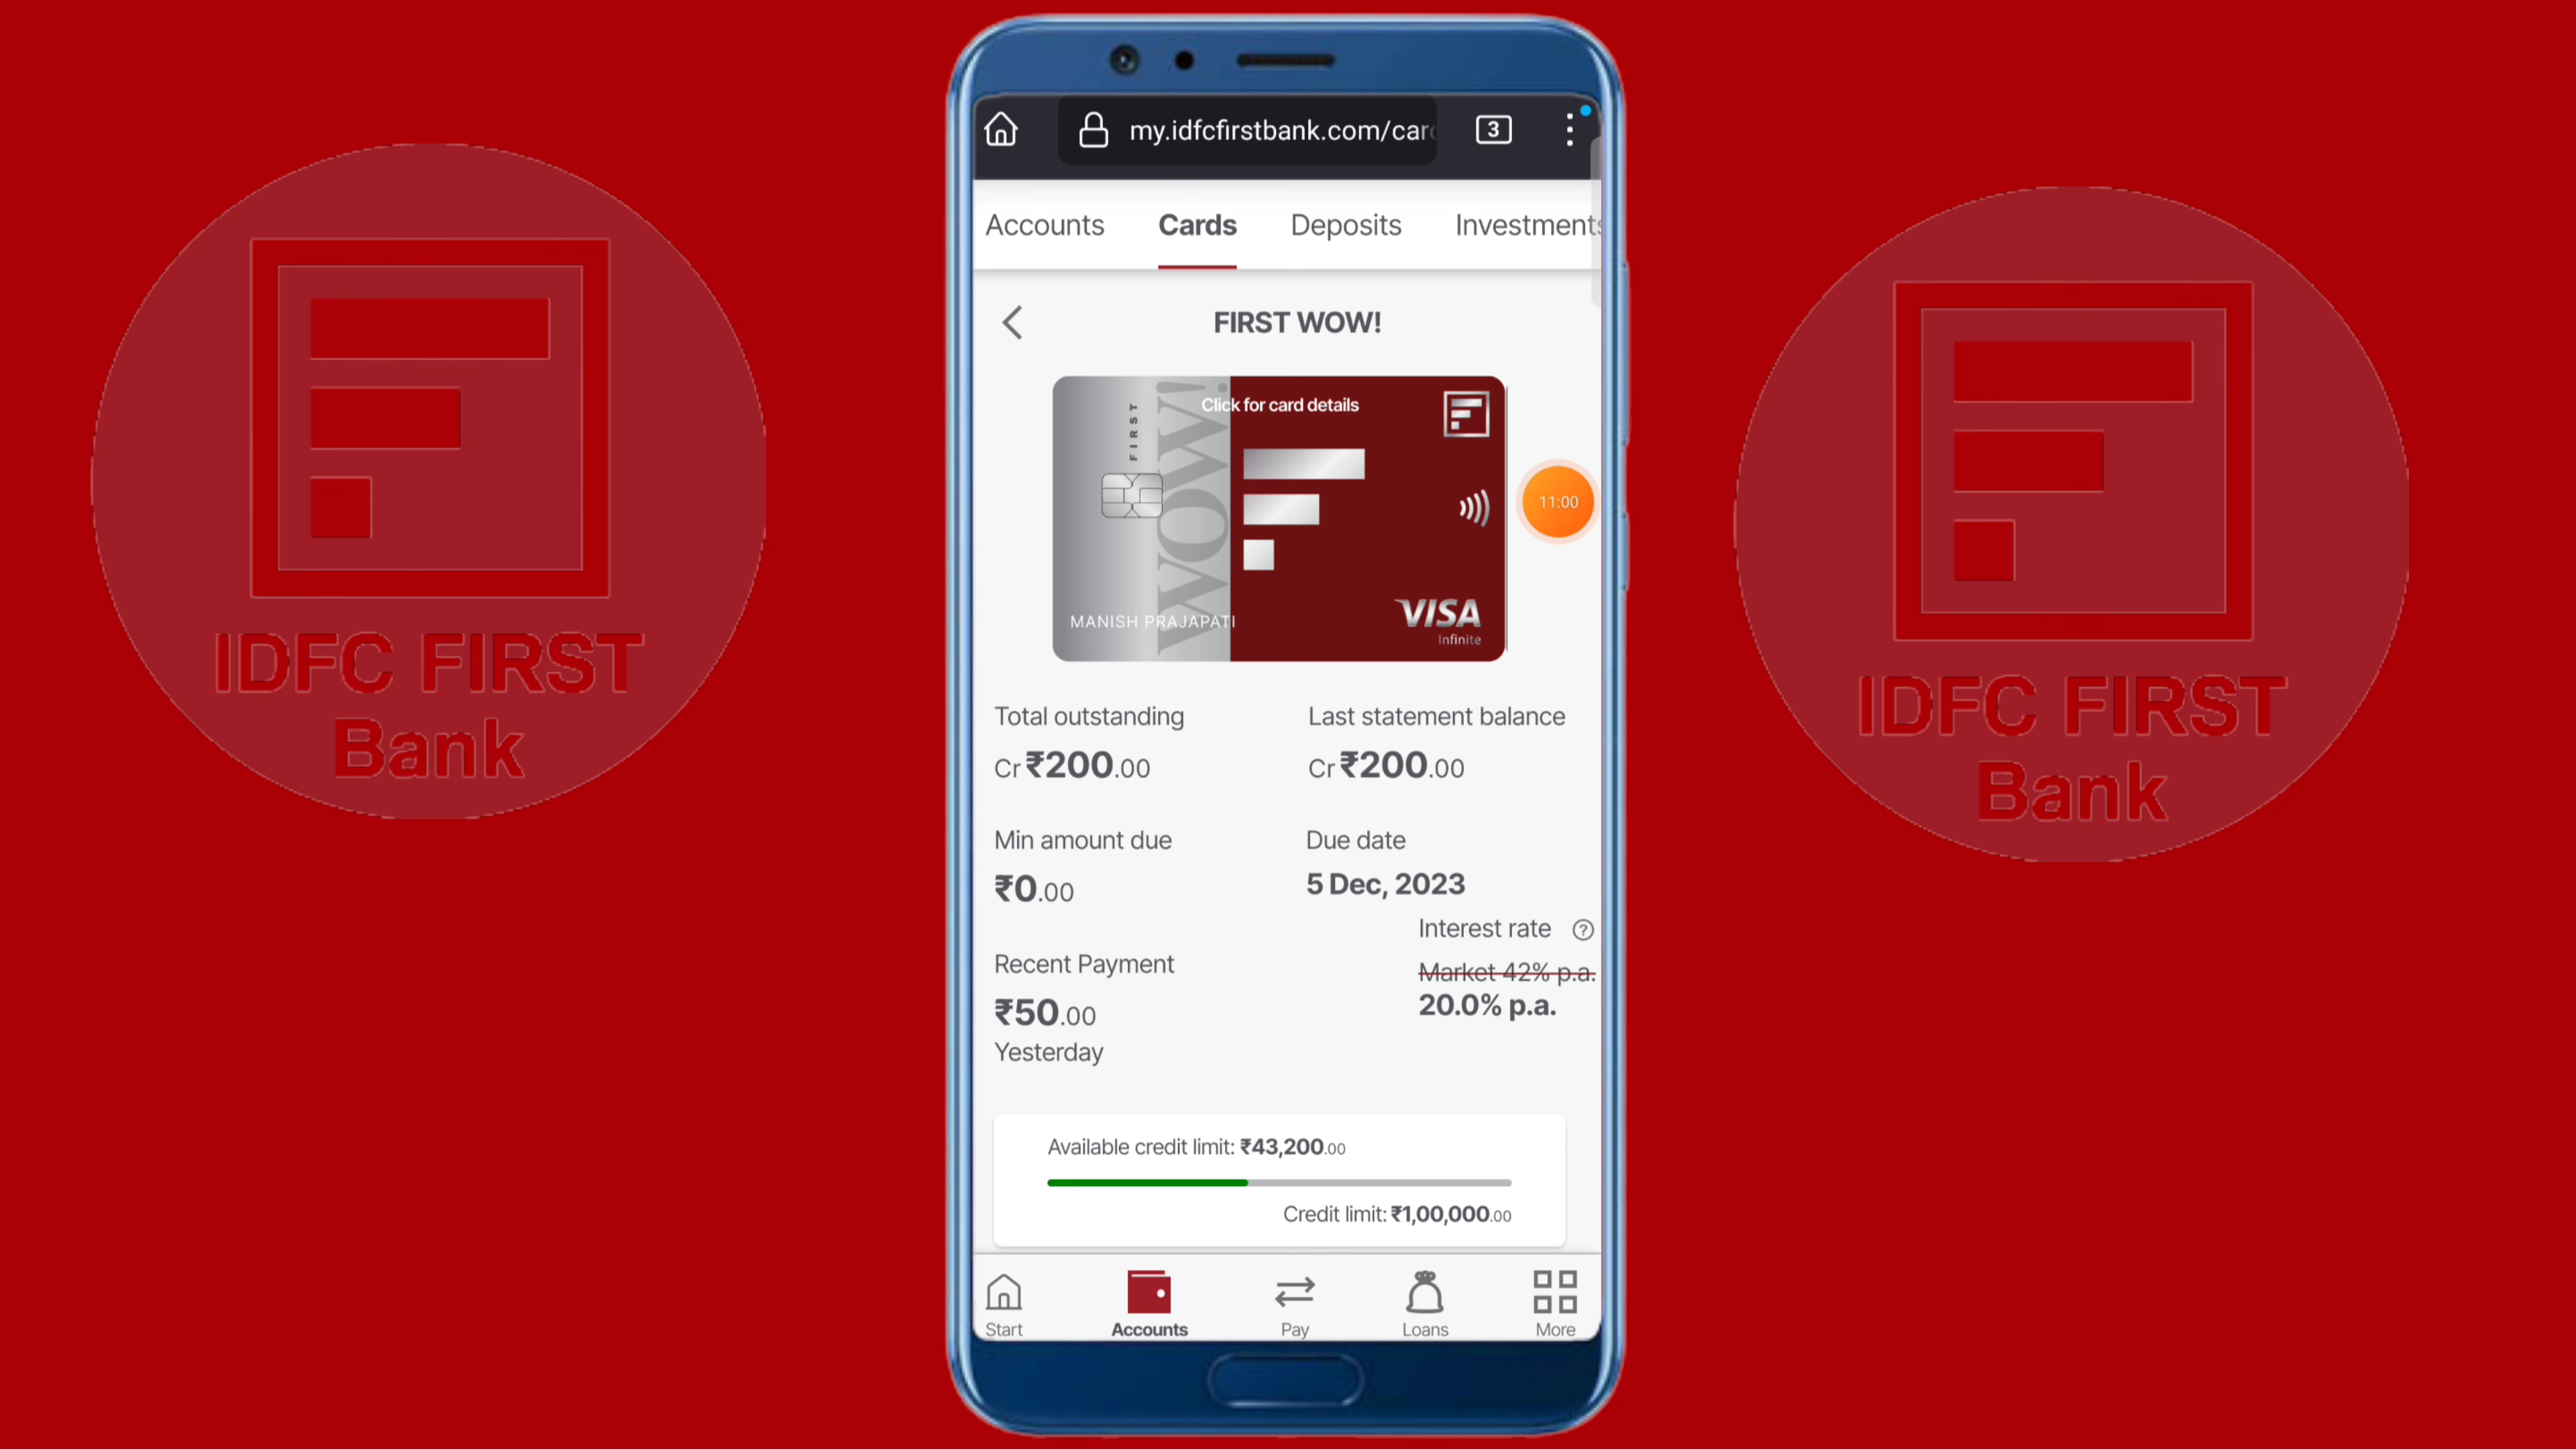 IDFC FIRST
Bank
my.idfcfirstbank.com/car
3
Accounts Cards Deposits Investments
FIRST WOW!
Click for card details
FIRST
WOW!
11:00
MANISH PRAJAPATI
VISA
Infinite
Total outstanding Last statement balance
Cr ₹200.00 Cr ₹200.00
Min amount due Due date
₹0.00 5 Dec, 2023
Interest rate ?
Recent Payment Market 42% p.a.
₹50.00 20.0% p.a.
Yesterday
Available credit limit: ₹43,200.00
Credit limit: ₹1,00,000.00
Start Accounts Pay Loans More
IDFC FIRST
Bank